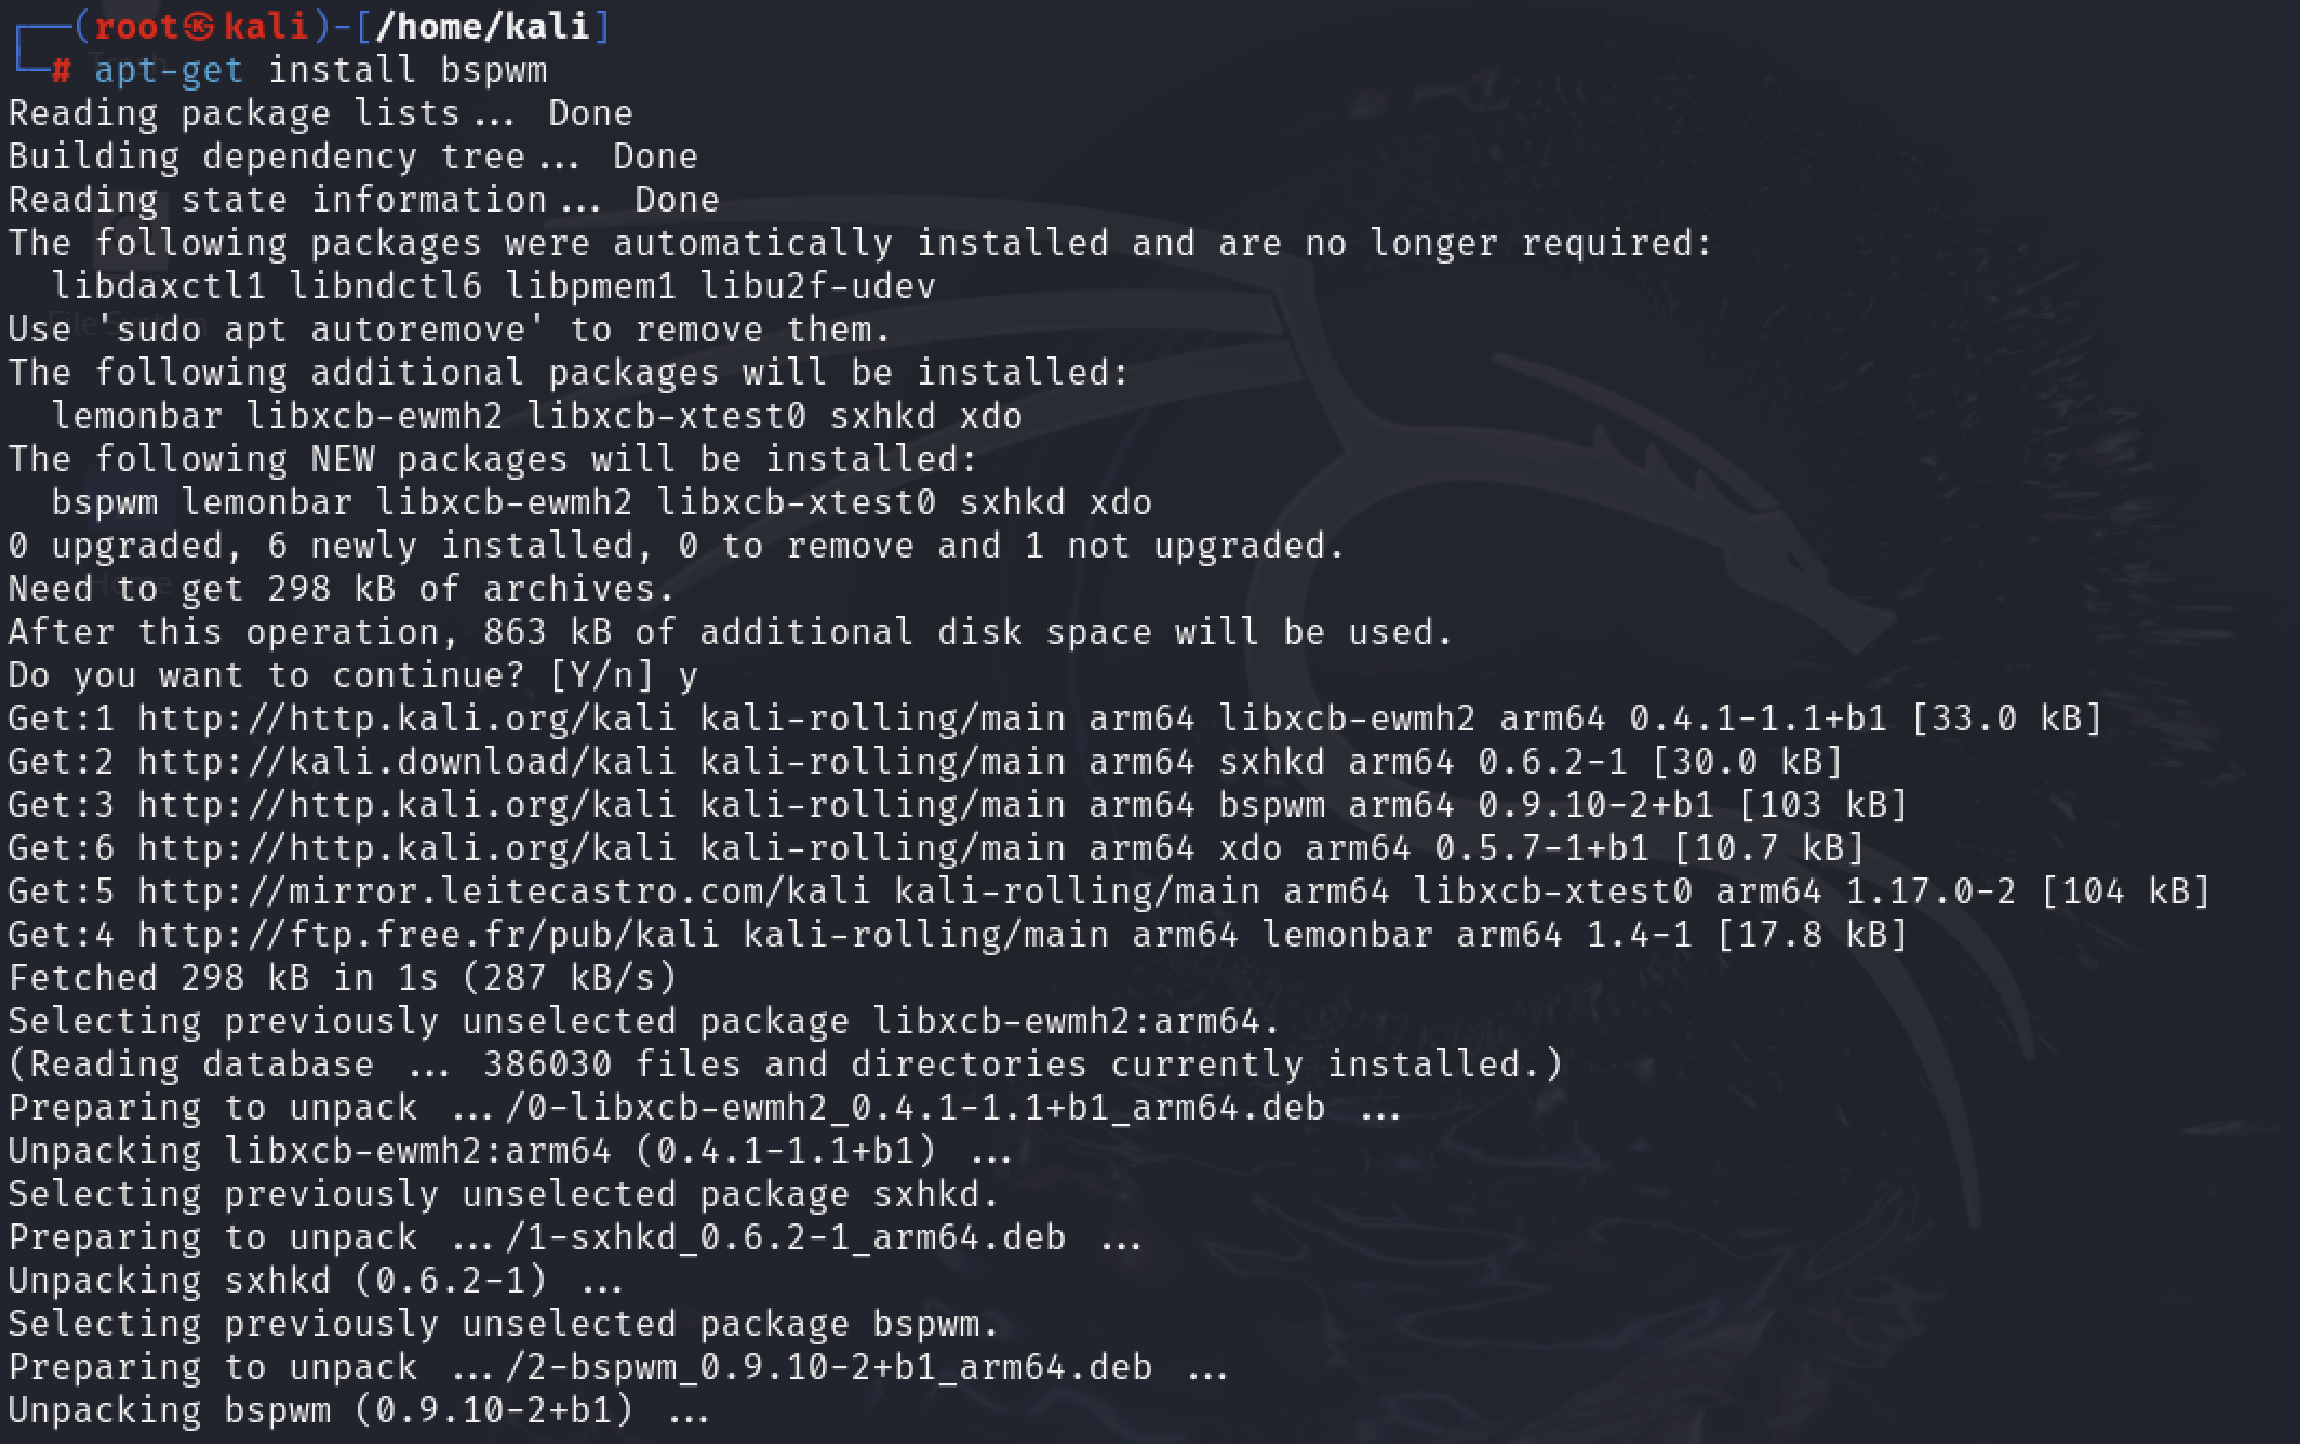 ┌──(root㉿kali)-[/home/kali]
└─# apt-get install bspwm
Reading package lists... Done
Building dependency tree... Done
Reading state information... Done
The following packages were automatically installed and are no longer required:
  libdaxctl1 libndctl6 libpmem1 libu2f-udev
Use 'sudo apt autoremove' to remove them.
The following additional packages will be installed:
  lemonbar libxcb-ewmh2 libxcb-xtest0 sxhkd xdo
The following NEW packages will be installed:
  bspwm lemonbar libxcb-ewmh2 libxcb-xtest0 sxhkd xdo
0 upgraded, 6 newly installed, 0 to remove and 1 not upgraded.
Need to get 298 kB of archives.
After this operation, 863 kB of additional disk space will be used.
Do you want to continue? [Y/n] y
Get:1 http://http.kali.org/kali kali-rolling/main arm64 libxcb-ewmh2 arm64 0.4.1-1.1+b1 [33.0 kB]
Get:2 http://kali.download/kali kali-rolling/main arm64 sxhkd arm64 0.6.2-1 [30.0 kB]
Get:3 http://http.kali.org/kali kali-rolling/main arm64 bspwm arm64 0.9.10-2+b1 [103 kB]
Get:6 http://http.kali.org/kali kali-rolling/main arm64 xdo arm64 0.5.7-1+b1 [10.7 kB]
Get:5 http://mirror.leitecastro.com/kali kali-rolling/main arm64 libxcb-xtest0 arm64 1.17.0-2 [104 kB]
Get:4 http://ftp.free.fr/pub/kali kali-rolling/main arm64 lemonbar arm64 1.4-1 [17.8 kB]
Fetched 298 kB in 1s (287 kB/s)
Selecting previously unselected package libxcb-ewmh2:arm64.
(Reading database ... 386030 files and directories currently installed.)
Preparing to unpack .../0-libxcb-ewmh2_0.4.1-1.1+b1_arm64.deb ...
Unpacking libxcb-ewmh2:arm64 (0.4.1-1.1+b1) ...
Selecting previously unselected package sxhkd.
Preparing to unpack .../1-sxhkd_0.6.2-1_arm64.deb ...
Unpacking sxhkd (0.6.2-1) ...
Selecting previously unselected package bspwm.
Preparing to unpack .../2-bspwm_0.9.10-2+b1_arm64.deb ...
Unpacking bspwm (0.9.10-2+b1) ...